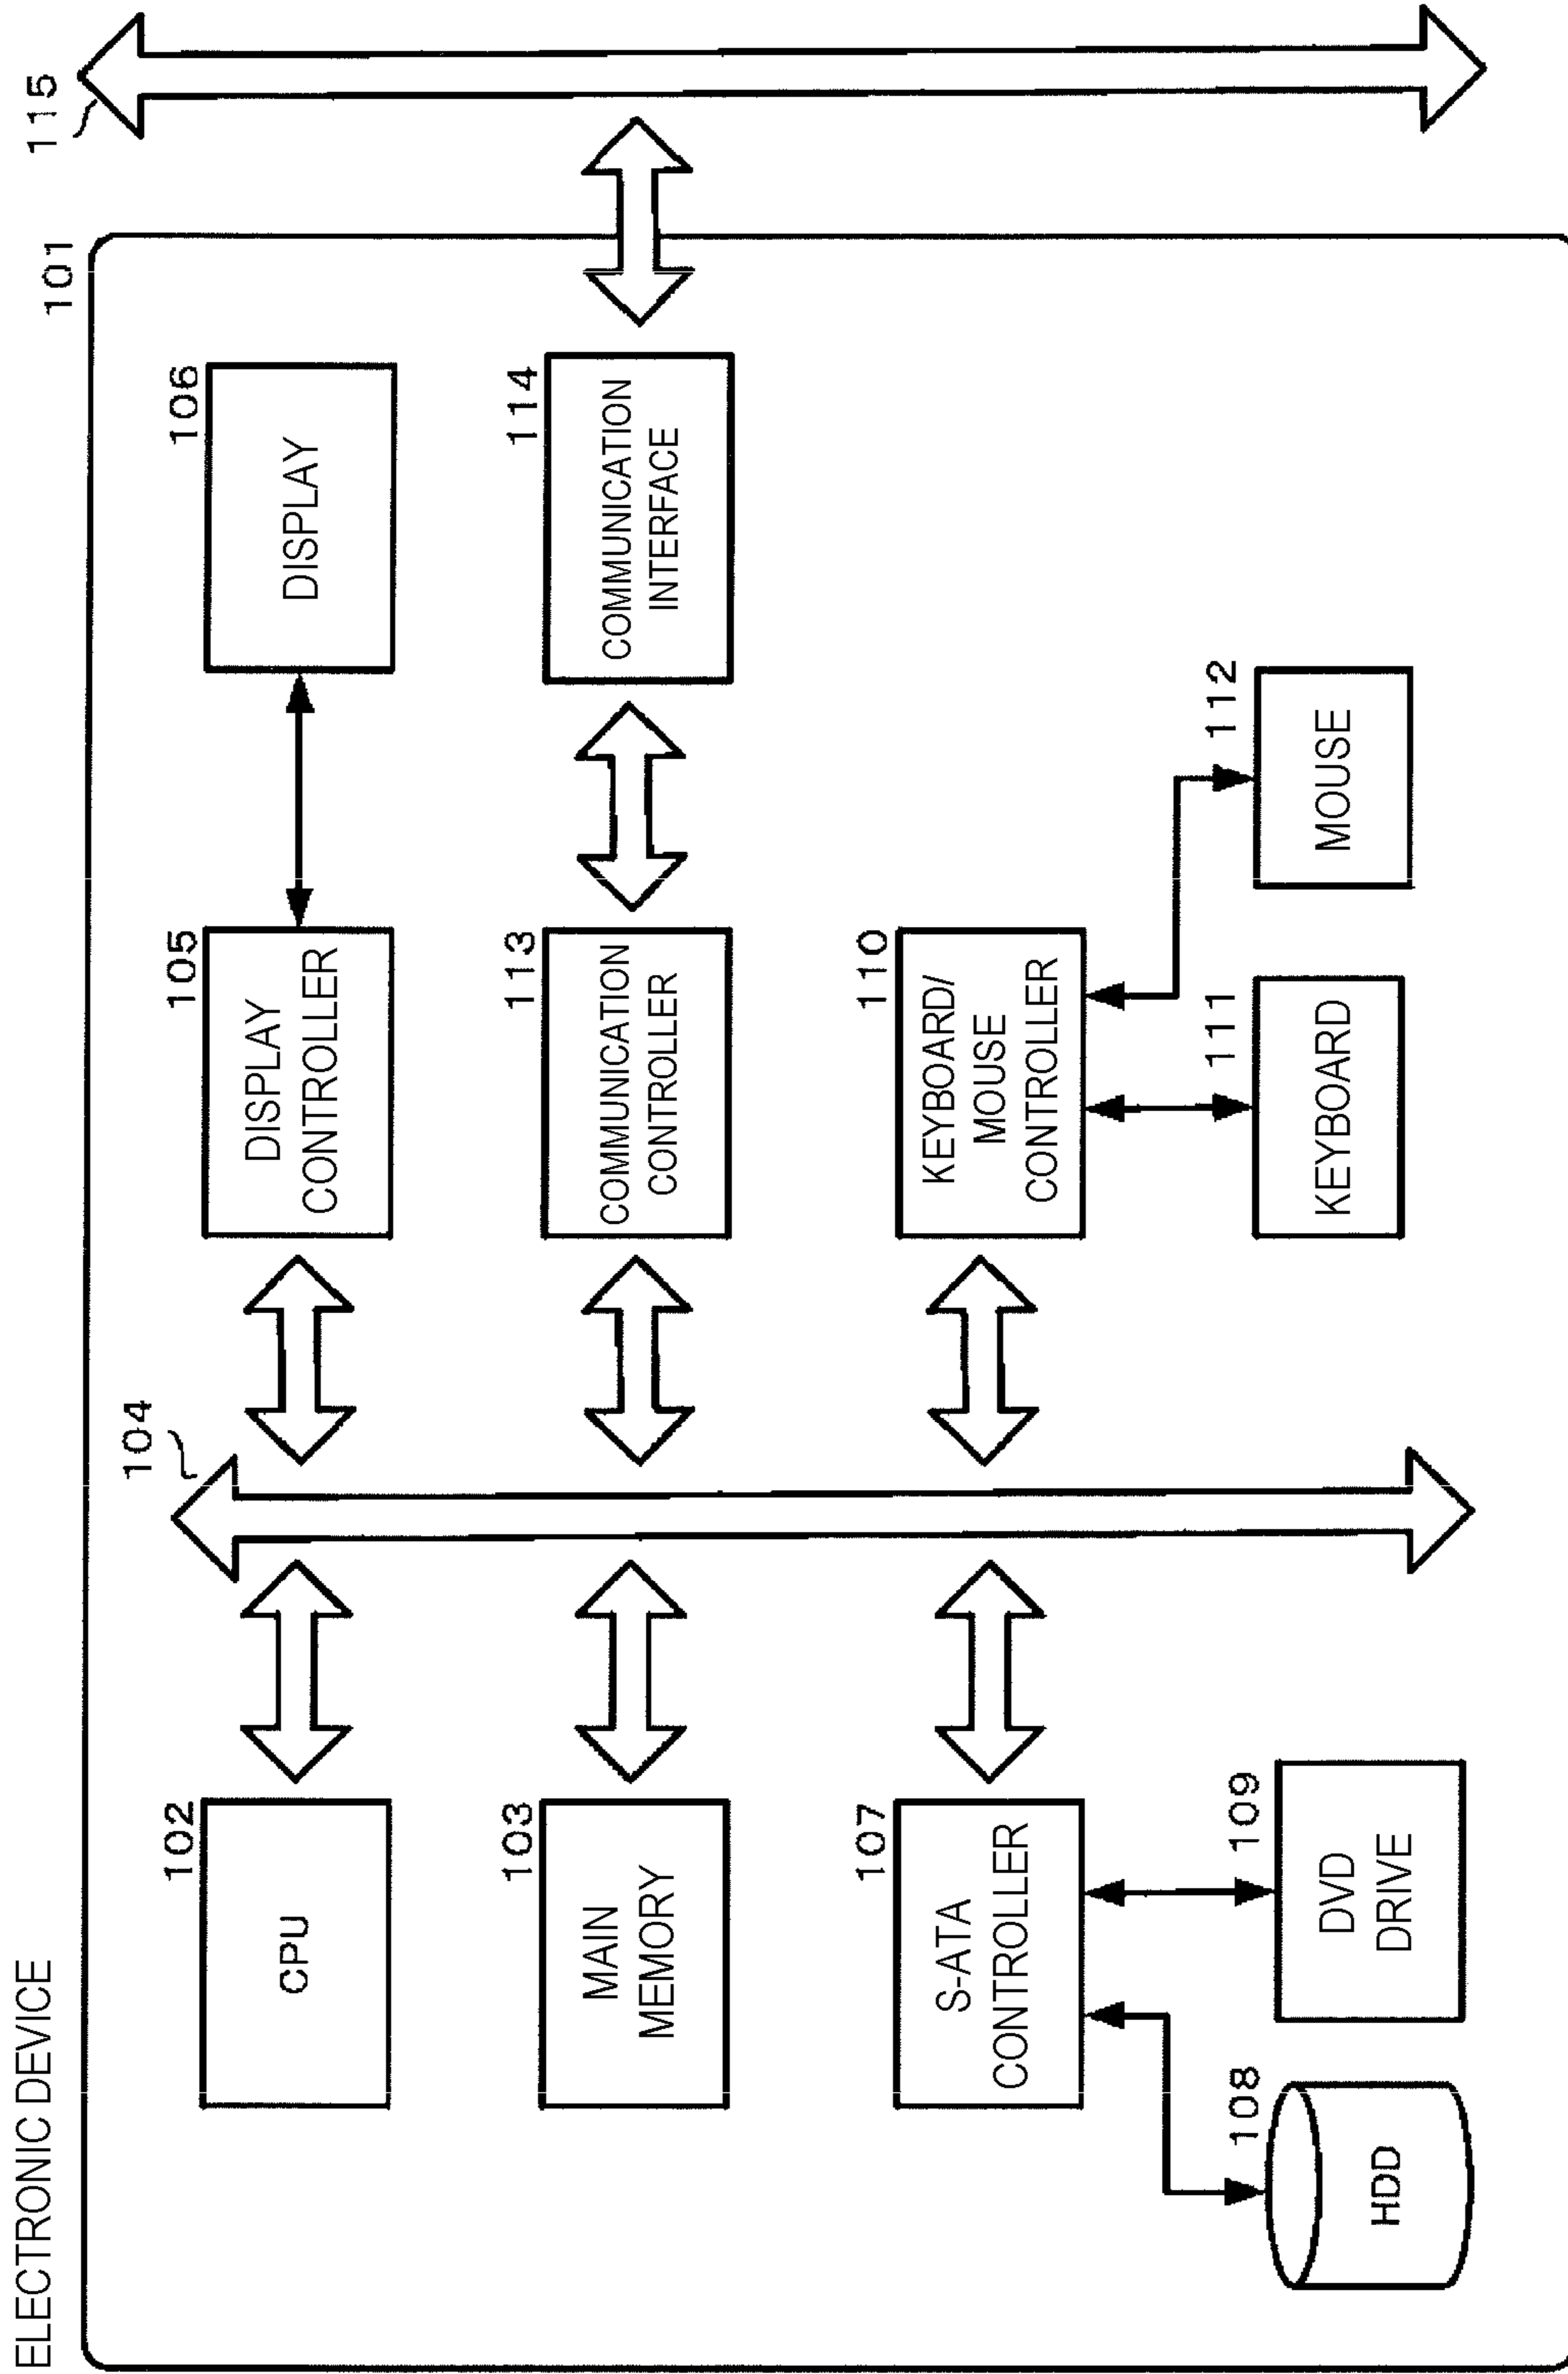 ELECTRONIC DEVICE
101
115
102
CPU
104
105
DISPLAY
CONTROLLER
106
DISPLAY
103
MAIN
MEMORY
113
COMMUNICATION
CONTROLLER
114
COMMUNICATION
INTERFACE
107
S-ATA
CONTROLLER
110
KEYBOARD/
MOUSE
CONTROLLER
108
HDD
109
DVD
DRIVE
111
KEYBOARD
112
MOUSE